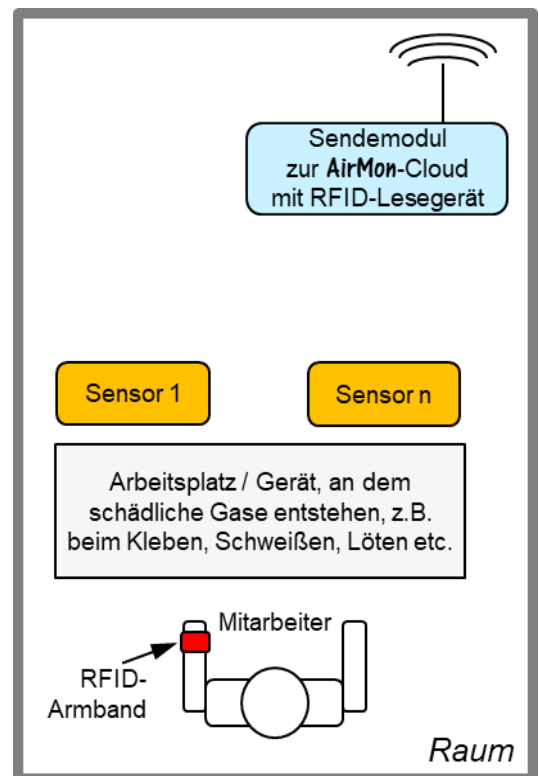 Sendemodul
zur AirMon-Cloud
mit RFID-Lesegerät
Sensor 1
Sensor n
Arbeitsplatz / Gerät, an dem
schädliche Gase entstehen, z.B.
beim Kleben, Schweißen, Löten etc.
Mitarbeiter
RFID-
Armband
Raum